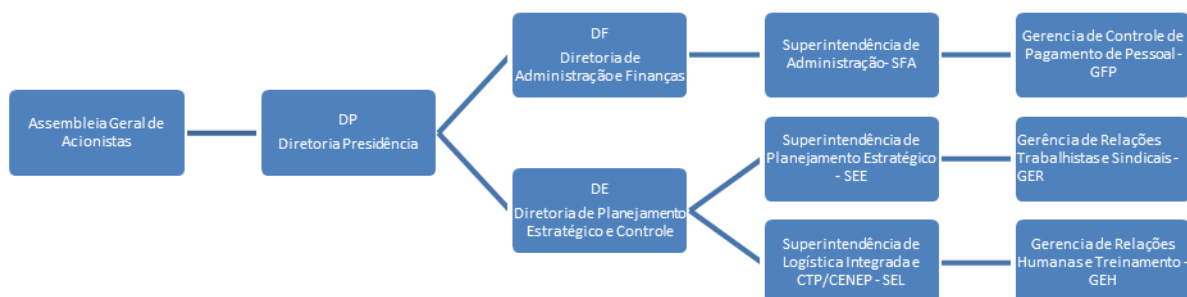 Assembleia Geral de
Acionistas
DP
Diretoria Presidência
DF
Diretoria de
Administração e Finanças
Superintendência de
Administração- SFA
Gerencia de Controle de
Pagamento de Pessoal -
GFP
DE
Diretoria de Planejamento
Estratégico e Controle
Superintendência de
Planejamento Estratégico
- SEE
Gerência de Relações
Trabalhistas e Sindicais -
GER
Superintendência de
Logística Integrada e
CTP/CENEP - SEL
Gerencia de Relações
Humanas e Treinamento -
GEH